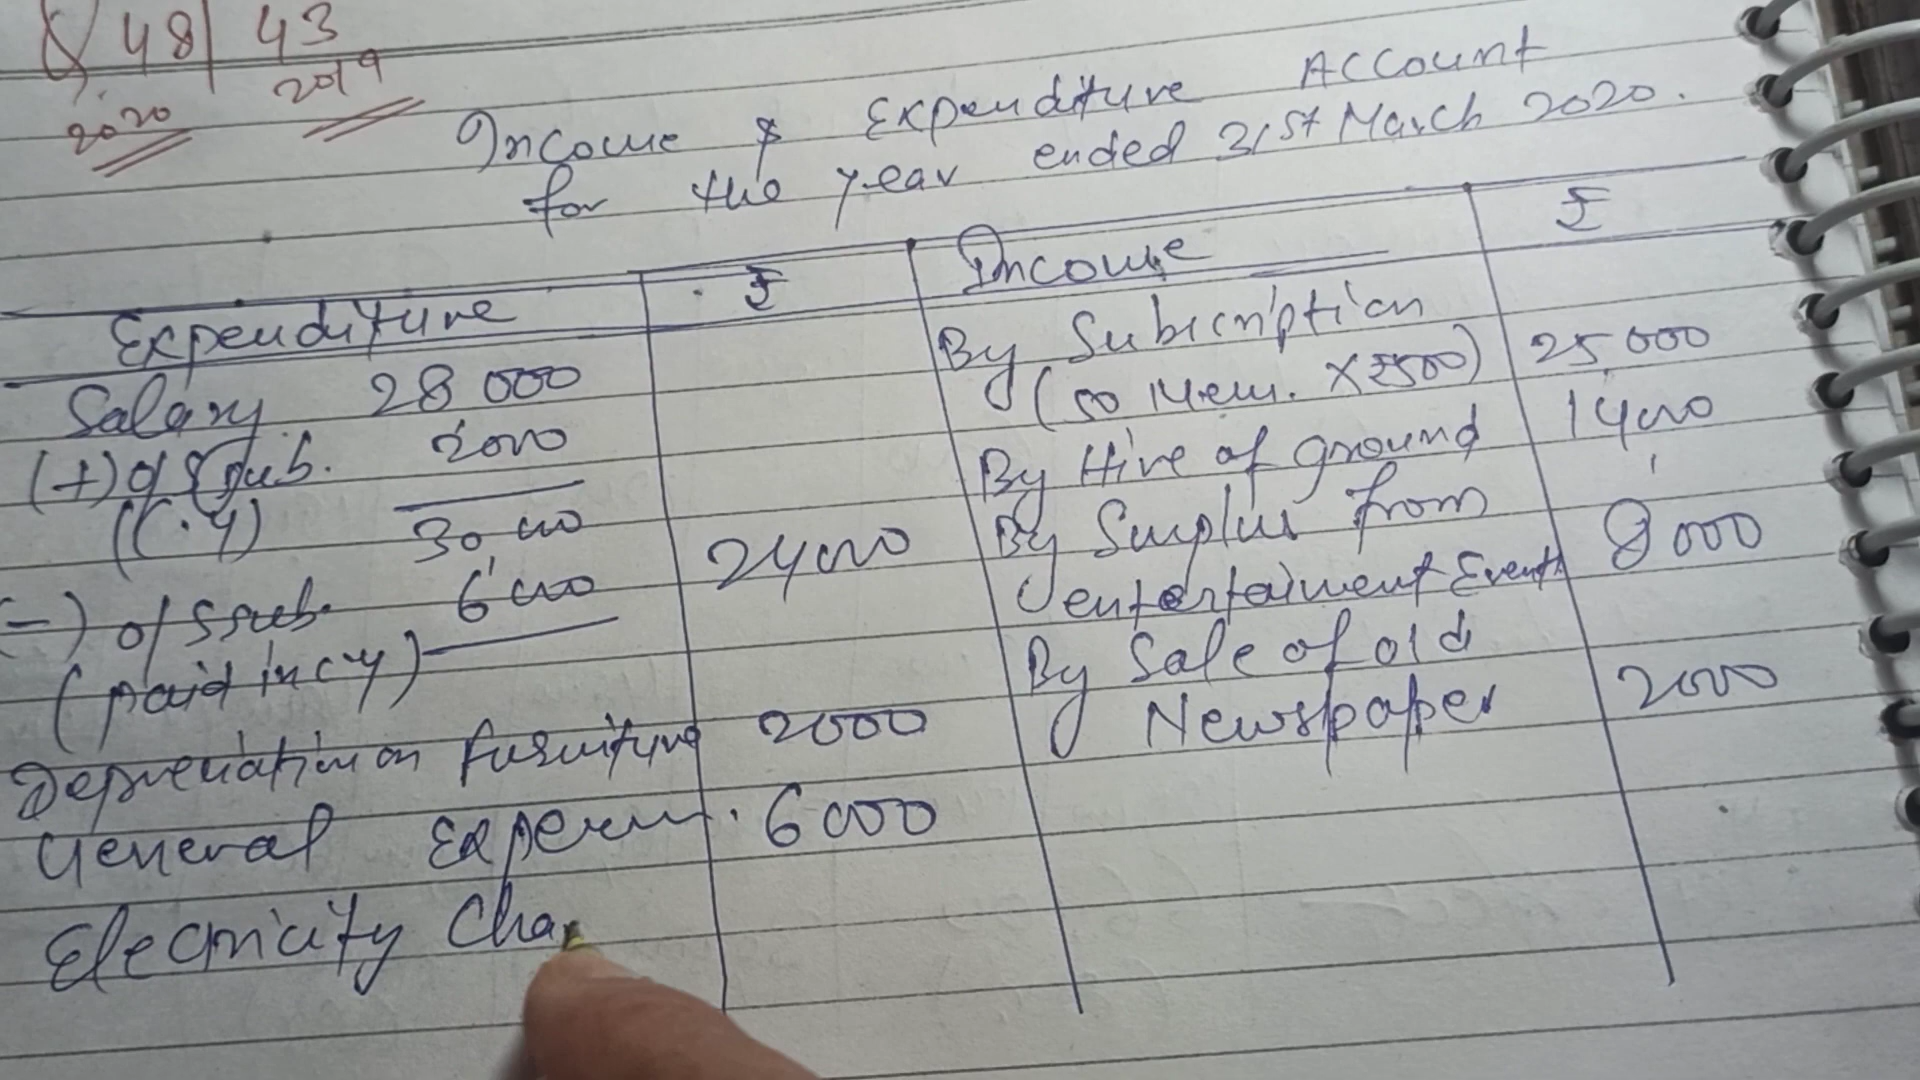 Q 48/ 43
2020 2019
Income & Expenditure Account
for the year ended 31st March 2020.
Expenditure ₹ Income ₹
Salary 28 000
(+) o/s sub. 2000
(C.Y) 30,000
24000
(-) o/s sub. 6000
(paid in CY)
Depreciation on furniture 2000
General Expenses. 6000
Electricity Cha
By Subscription
(50 Mem. X 500) 25,000
By Hire of ground 14000
By Surplus from
entertainment Events 8000
By Sale of old
Newspaper 2000